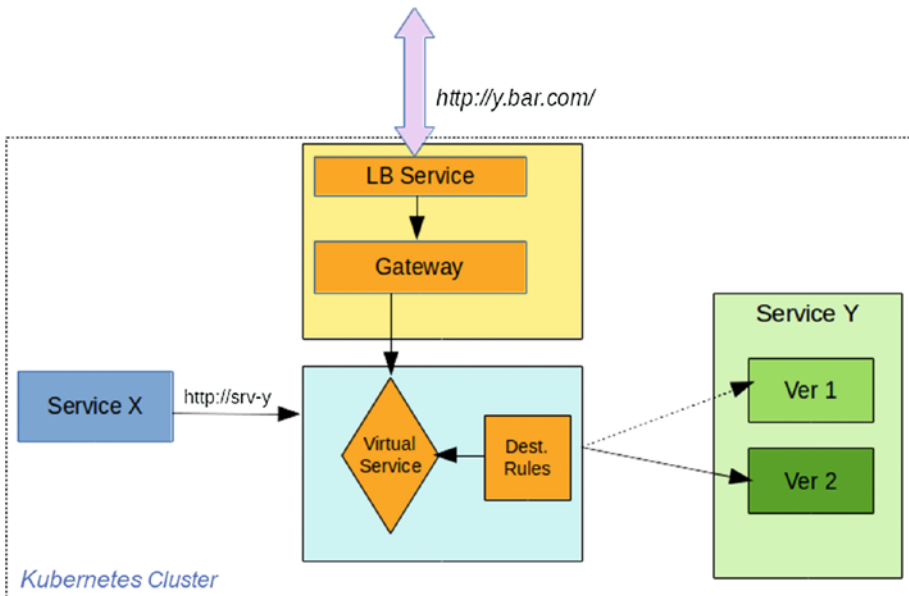 http://y.bar.com/
LB Service
Gateway
Service Y
Service X
http://srv-y
Ver 1
Virtual
Service
Dest.
Rules
Ver 2
Kubernetes Cluster